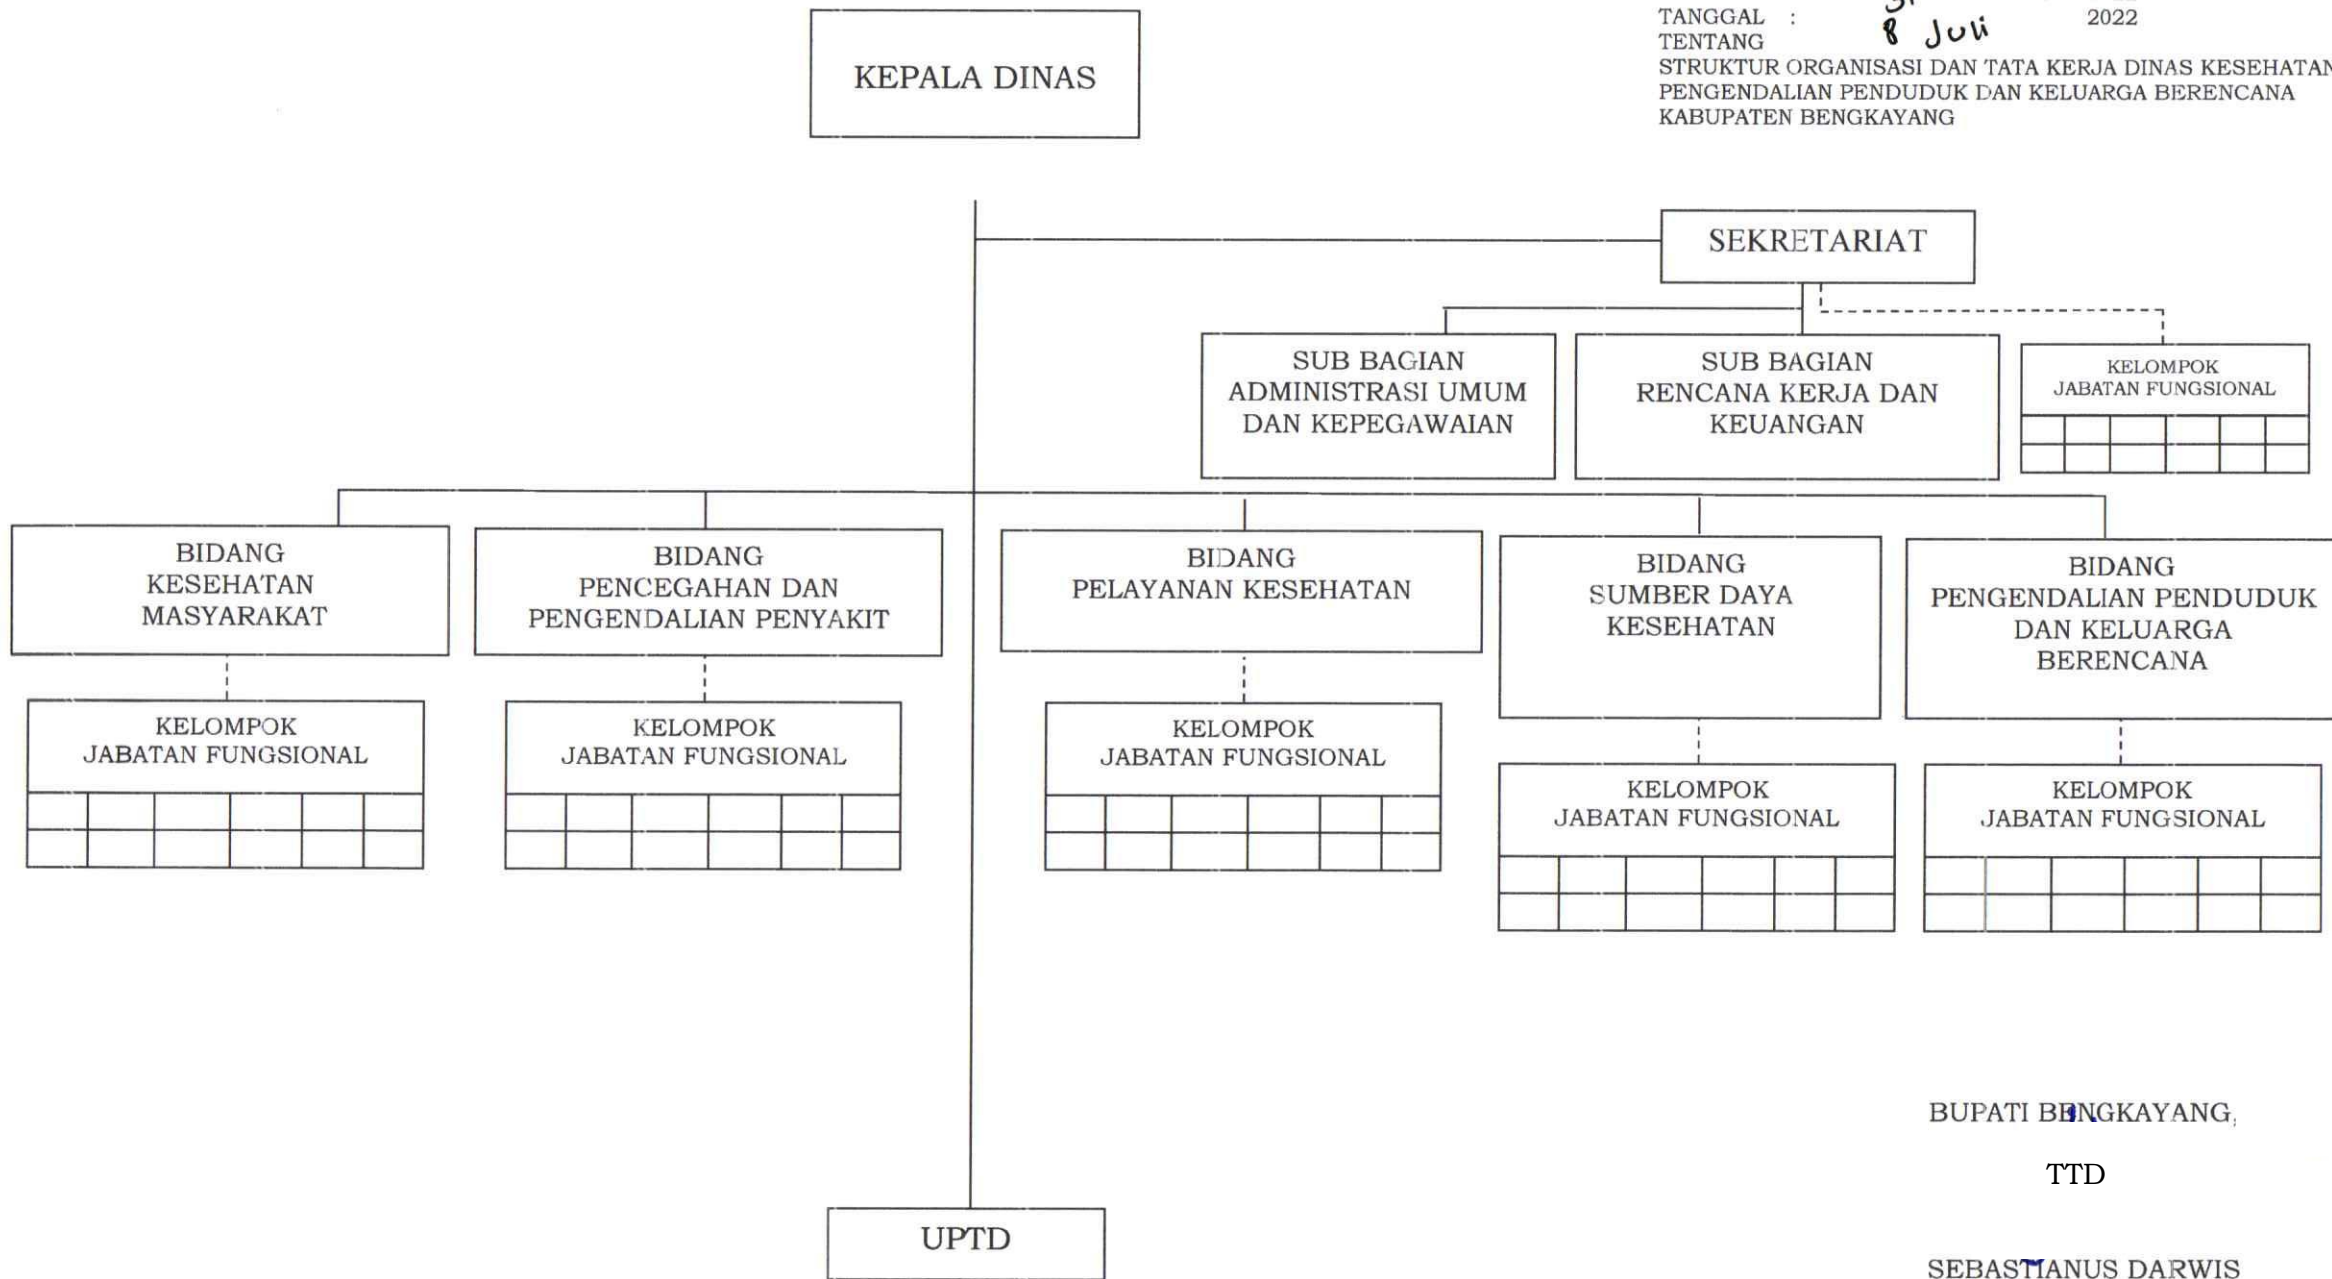 TANGGAL : 8 Juli 2022
TENTANG
STRUKTUR ORGANISASI DAN TATA KERJA DINAS KESEHATAN
PENGENDALIAN PENDUDUK DAN KELUARGA BERENCANA
KABUPATEN BENGKAYANG
KEPALA DINAS
SEKRETARIAT
SUB BAGIAN
ADMINISTRASI UMUM
DAN KEPEGAWAIAN
SUB BAGIAN
RENCANA KERJA DAN
KEUANGAN
KELOMPOK
JABATAN FUNGSIONAL
BIDANG
KESEHATAN
MASYARAKAT
BIDANG
PENCEGAHAN DAN
PENGENDALIAN PENYAKIT
BIDANG
PELAYANAN KESEHATAN
BIDANG
SUMBER DAYA
KESEHATAN
BIDANG
PENGENDALIAN PENDUDUK
DAN KELUARGA
BERENCANA
KELOMPOK
JABATAN FUNGSIONAL
KELOMPOK
JABATAN FUNGSIONAL
KELOMPOK
JABATAN FUNGSIONAL
KELOMPOK
JABATAN FUNGSIONAL
KELOMPOK
JABATAN FUNGSIONAL
BUPATI BENGKAYANG,
TTD
UPTD
SEBASTIANUS DARWIS